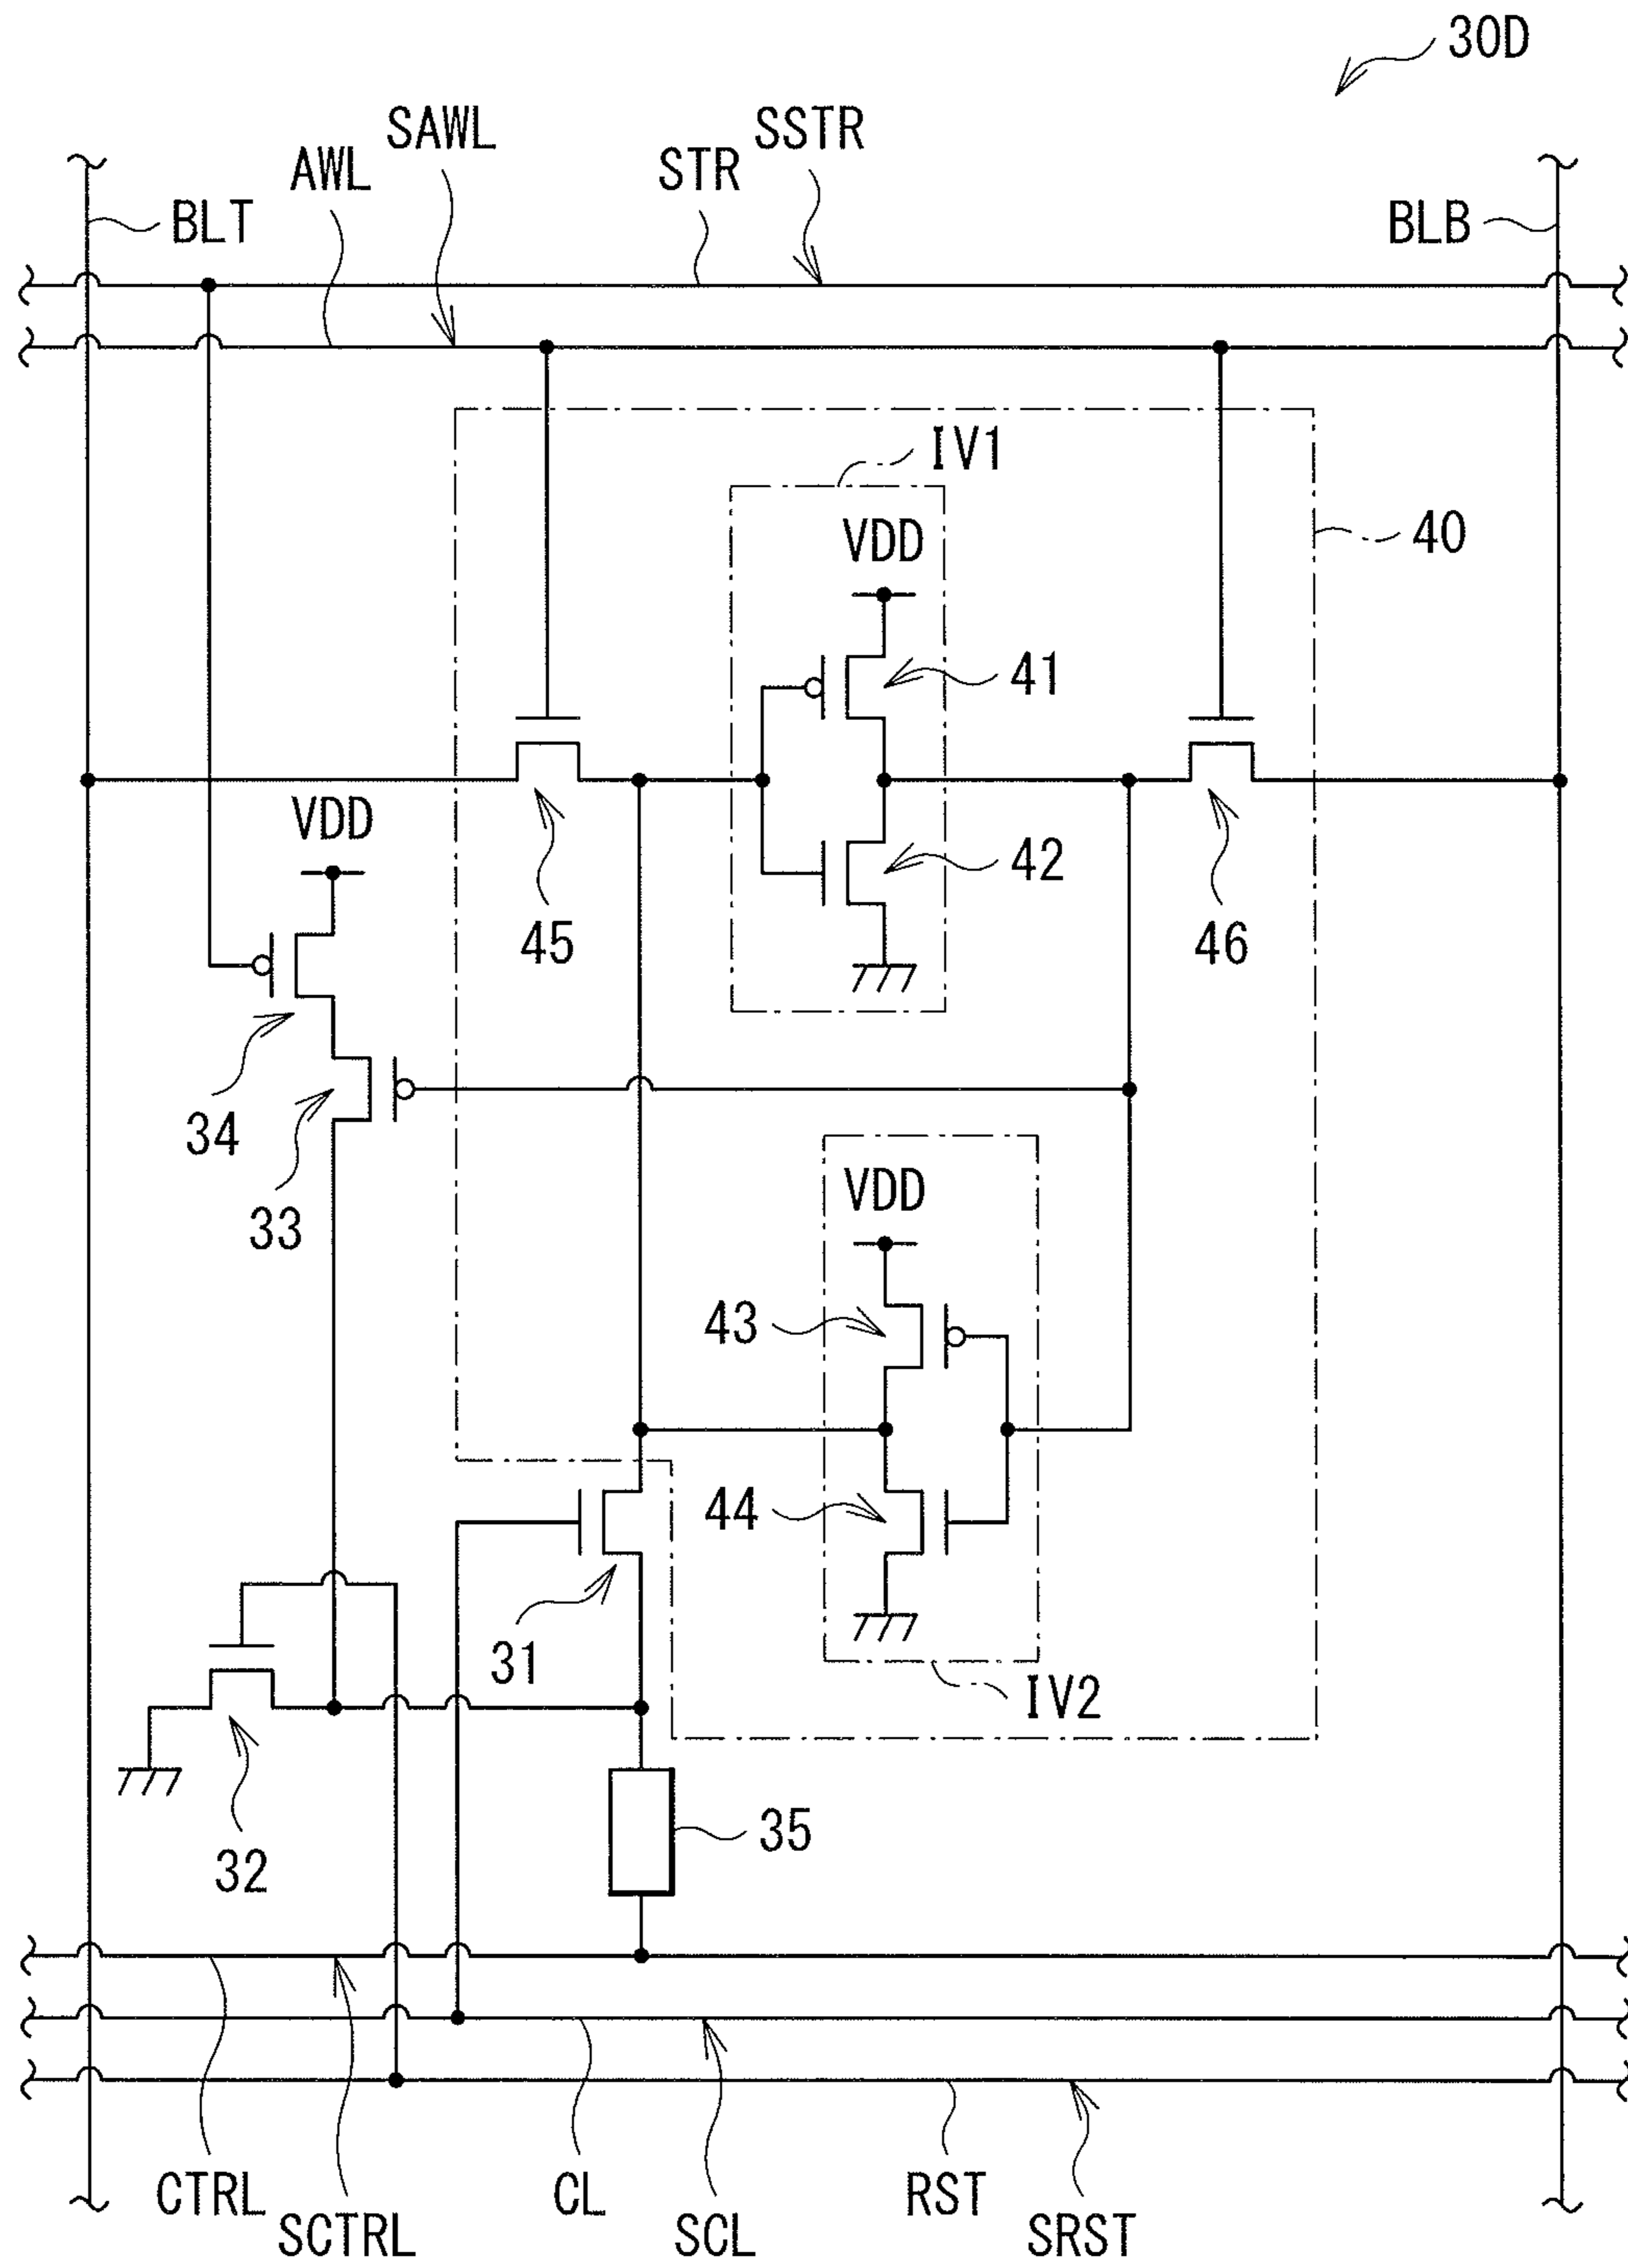 30D
SAWL
SSTR
AWL
STR
BLT
BLB
IV1
VDD
40
41
VDD
42
45
46
34
33
VDD
43
44
31
IV2
35
32
CTRL
CL
RST
SCTRL
SCL
SRST